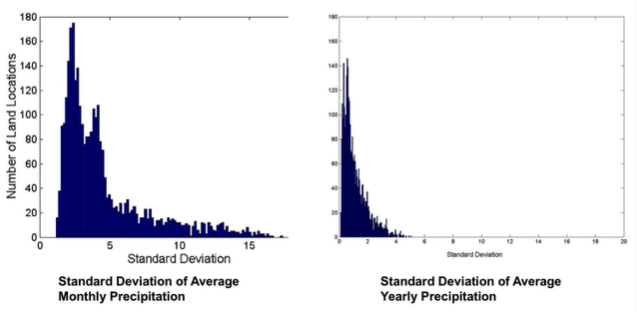 180
160
140
120
100
80
60
40
20
0
Number of Land Locations
0 5 10 15
Standard Deviation
Standard Deviation of Average
Monthly Precipitation
180
160
140
120
100
80
60
40
20
0
0 2 4 6 8 10 12 14 16 18 20
Standard Deviation
Standard Deviation of Average
Yearly Precipitation